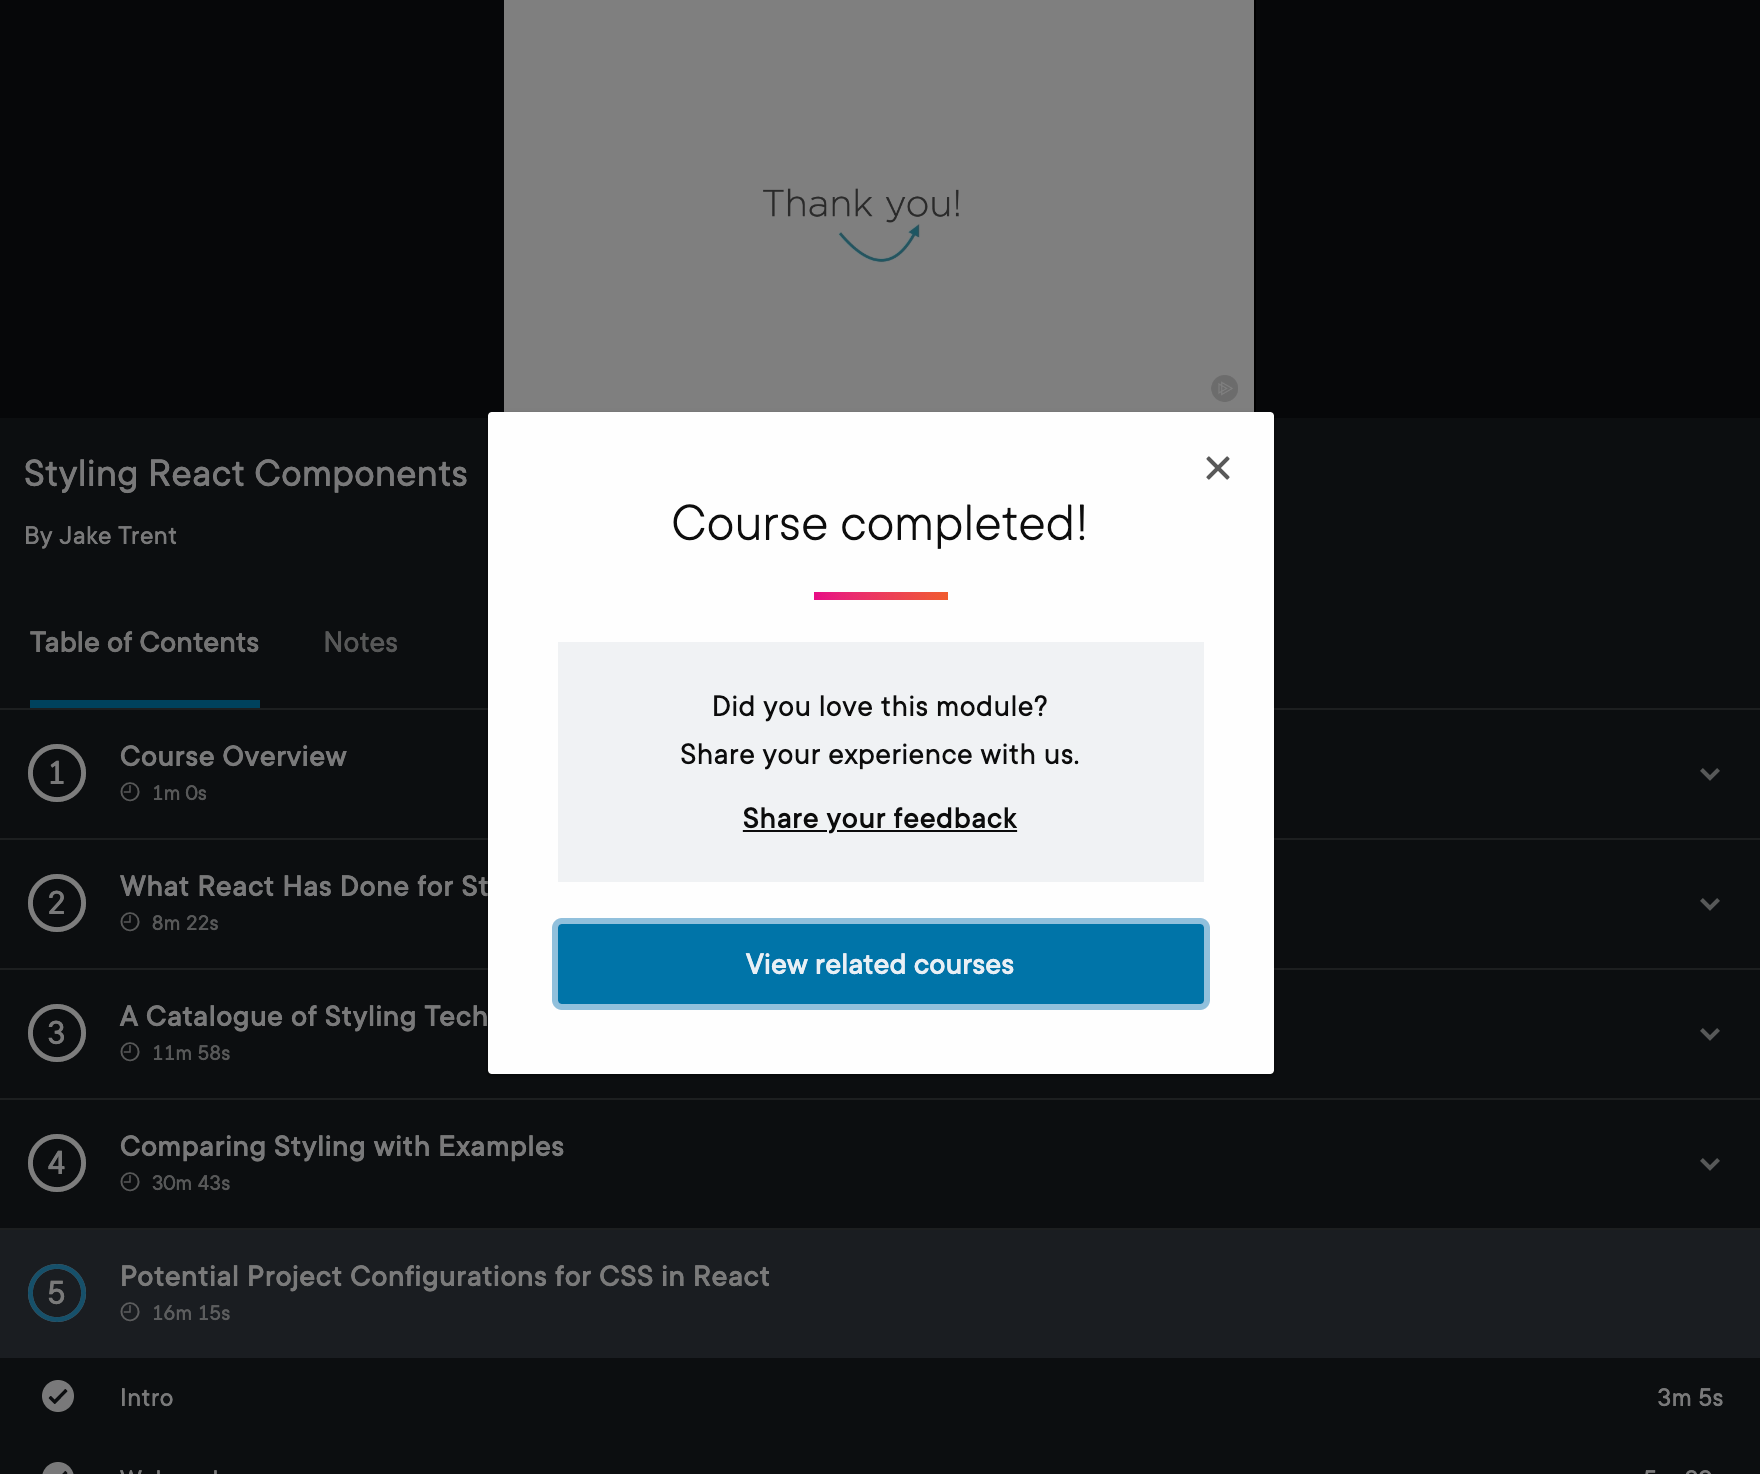 Thank you!
Styling React Components
By Jake Trent
Table of Contents
Notes
Course completed!
Did you love this module?
Share your experience with us.
Share your feedback
View related courses
1
Course Overview
1m 0s
2
What React Has Done for St
8m 22s
3
A Catalogue of Styling Tech
11m 58s
4
Comparing Styling with Examples
30m 43s
5
Potential Project Configurations for CSS in React
16m 15s
Intro
3m 5s